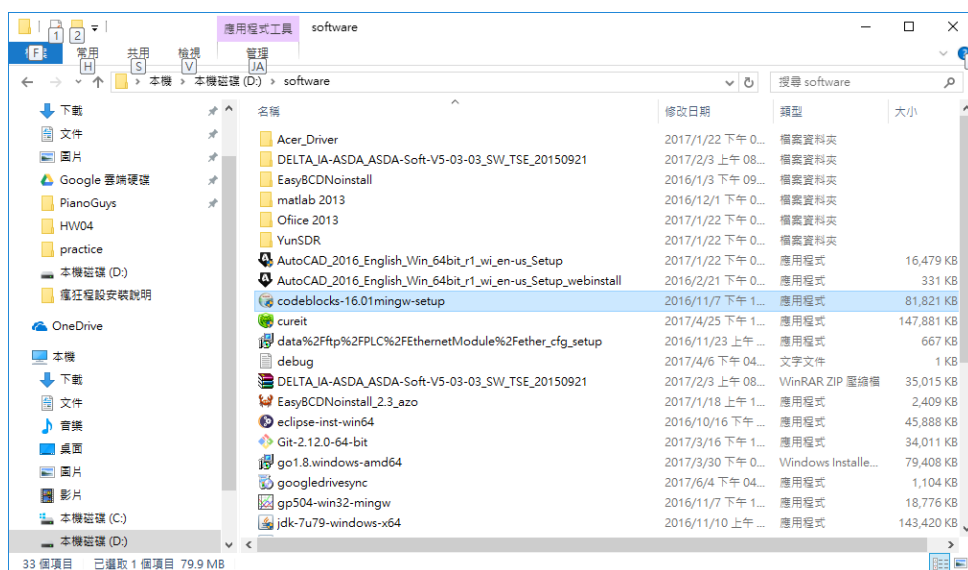 1 2 應用程式工具 software
F 常用 共用 檢視 管理
H S V JA
本機 本機磁碟 (D:) software 搜尋 software
下載
文件
圖片
Google 雲端硬碟
PianoGuys
HW04
practice
本機磁碟 (D:)
瘋狂程設安裝說明
OneDrive
本機
下載
文件
音樂
桌面
圖片
影片
本機磁碟 (C:)
本機磁碟 (D:)
名稱 修改日期 類型 大小
Acer_Driver 2017/1/22 下午 0... 檔案資料夾
DELTA_IA-ASDA_ASDA-Soft-V5-03-03_SW_TSE_20150921 2017/2/3 上午 08... 檔案資料夾
EasyBCDNoinstall 2016/1/3 下午 09... 檔案資料夾
matlab 2013 2016/12/1 下午 0... 檔案資料夾
Ofiice 2013 2017/1/22 下午 0... 檔案資料夾
YunSDR 2017/1/22 下午 0... 檔案資料夾
AutoCAD_2016_English_Win_64bit_r1_wi_en-us_Setup 2017/1/22 下午 0... 應用程式 16,479 KB
AutoCAD_2016_English_Win_64bit_r1_wi_en-us_Setup_webinstall 2016/2/21 下午 0... 應用程式 331 KB
codeblocks-16.01mingw-setup 2016/11/7 下午 1... 應用程式 81,821 KB
cureit 2017/4/25 下午 1... 應用程式 147,881 KB
data%2Fftp%2FPLC%2FEthernetModule%2Fether_cfg_setup 2016/11/23 上午 ... 應用程式 667 KB
debug 2017/4/6 下午 04... 文字文件 1 KB
DELTA_IA-ASDA_ASDA-Soft-V5-03-03_SW_TSE_20150921 2017/2/3 上午 08... WinRAR ZIP 壓縮檔 35,015 KB
EasyBCDNoinstall_2.3_azo 2017/1/18 上午 1... 應用程式 2,409 KB
eclipse-inst-win64 2016/10/16 下午 ... 應用程式 45,888 KB
Git-2.12.0-64-bit 2017/3/16 下午 1... 應用程式 34,011 KB
go1.8.windows-amd64 2017/3/30 下午 0... Windows Installe... 79,408 KB
googledrivesync 2017/6/4 下午 04... 應用程式 1,104 KB
gp504-win32-mingw 2016/11/7 下午 1... 應用程式 18,776 KB
jdk-7u79-windows-x64 2016/11/10 上午 ... 應用程式 143,420 KB
33 個項目 已選取 1 個項目 79.9 MB